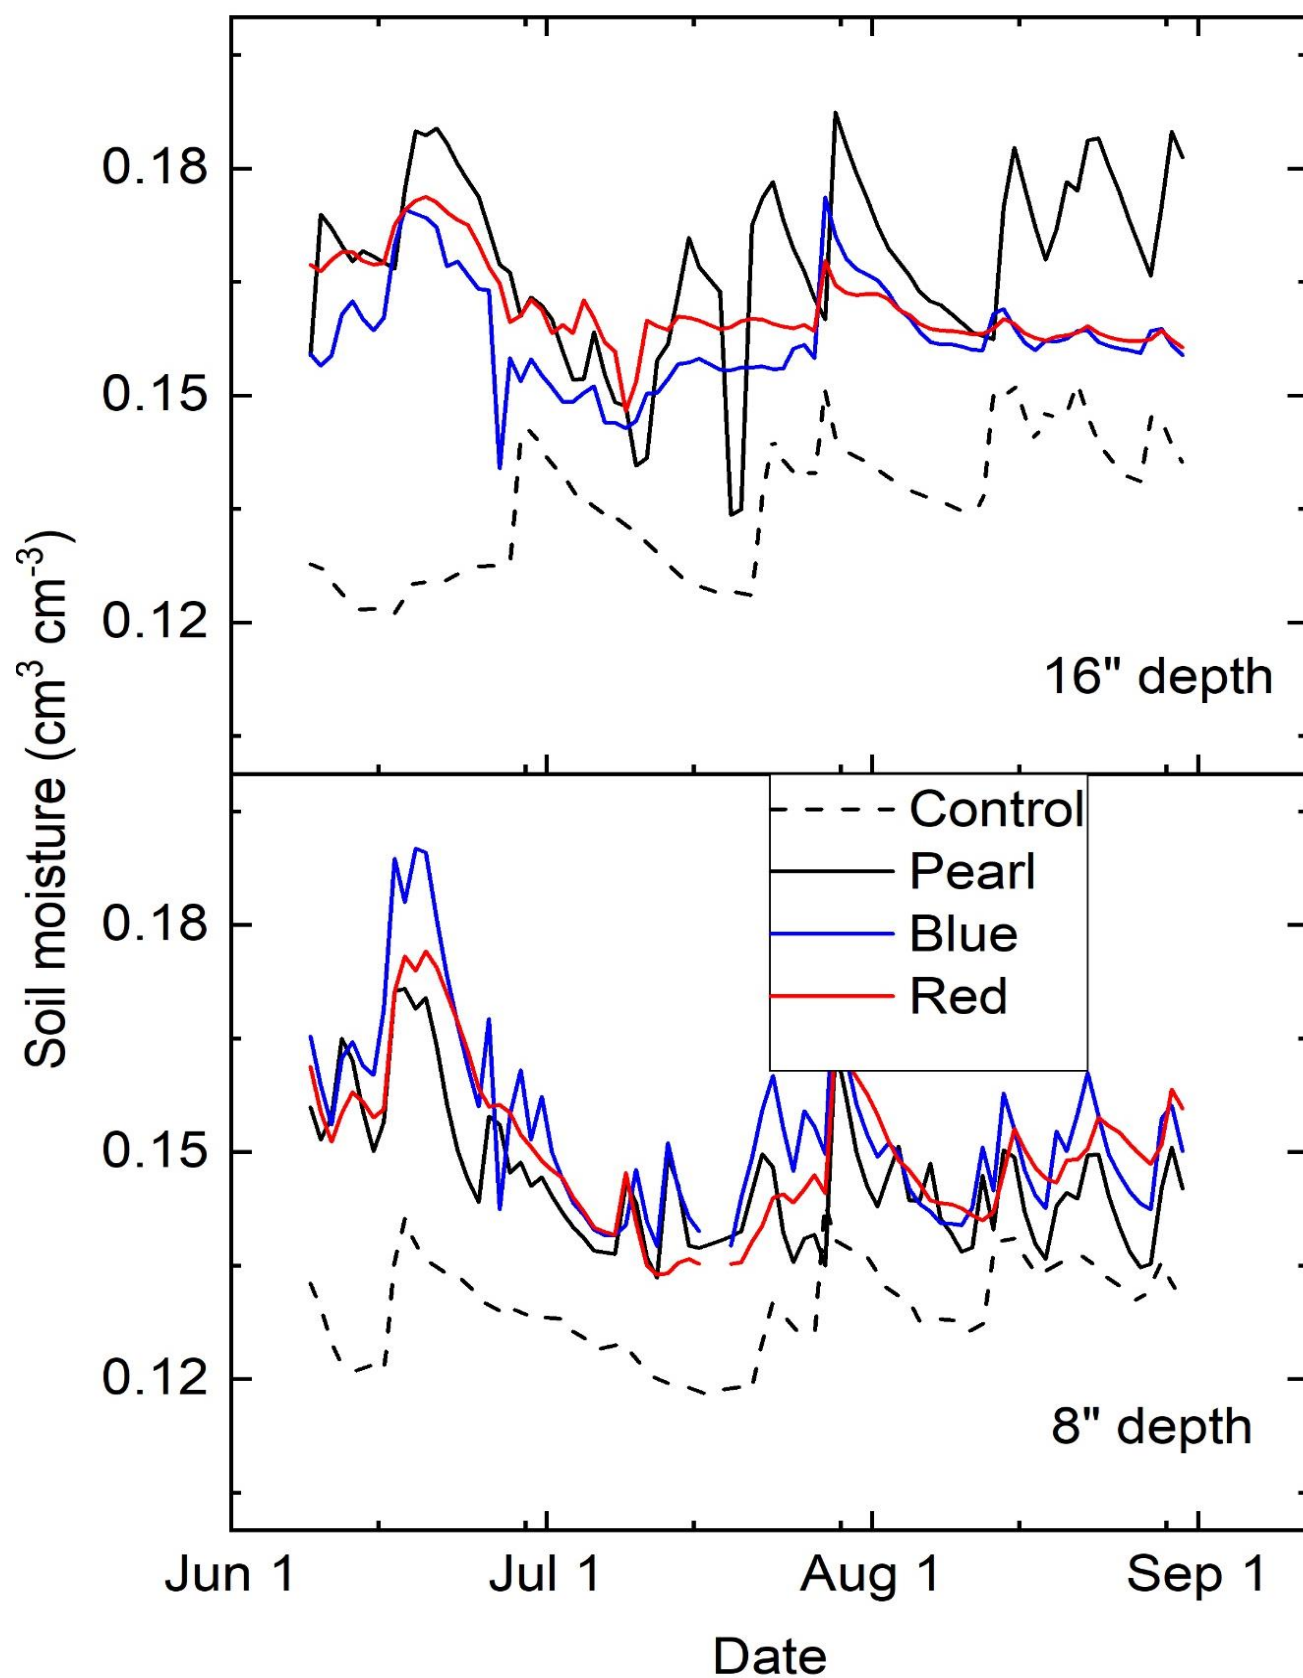 0.18
0.15
0.12
16" depth
Soil moisture (cm³ cm⁻³)
Control
Pearl
Blue
Red
0.18
0.15
0.12
8" depth
Jun 1 Jul 1 Aug 1 Sep 1
Date